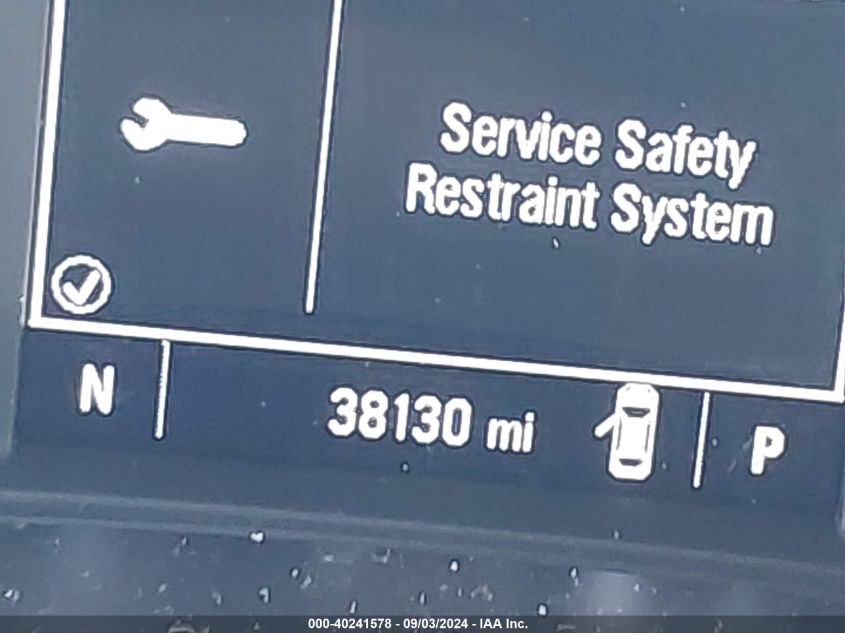 Service Safety
Restraint System
N
38130 mi
P
000-40241578 - 09/03/2024 - IAA Inc.